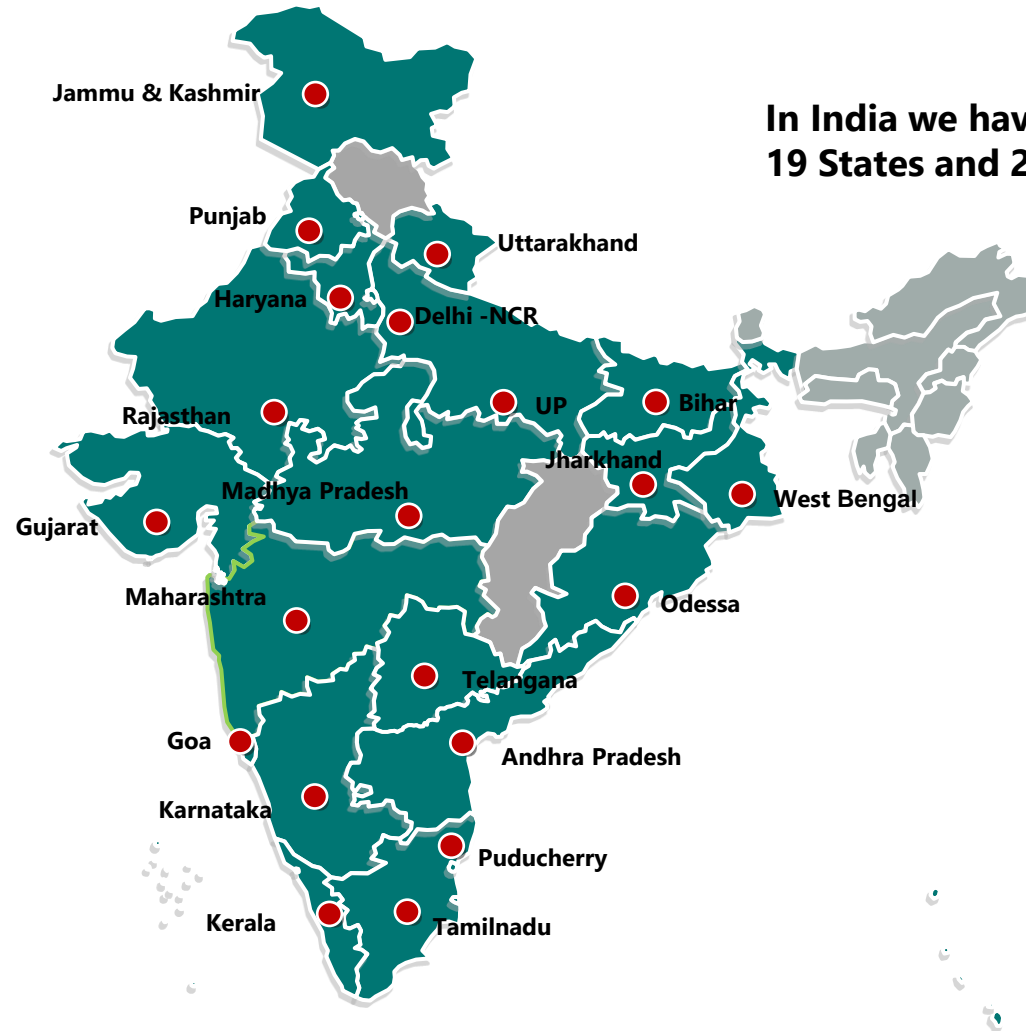 Jammu & Kashmir
In India we hav
19 States and 2
Punjab
Uttarakhand
Haryana
Delhi -NCR
Rajasthan
UP
Bihar
Jharkhand
Madhya Pradesh
West Bengal
Gujarat
Maharashtra
Odessa
Telangana
Goa
Andhra Pradesh
Karnataka
Puducherry
Kerala
Tamilnadu